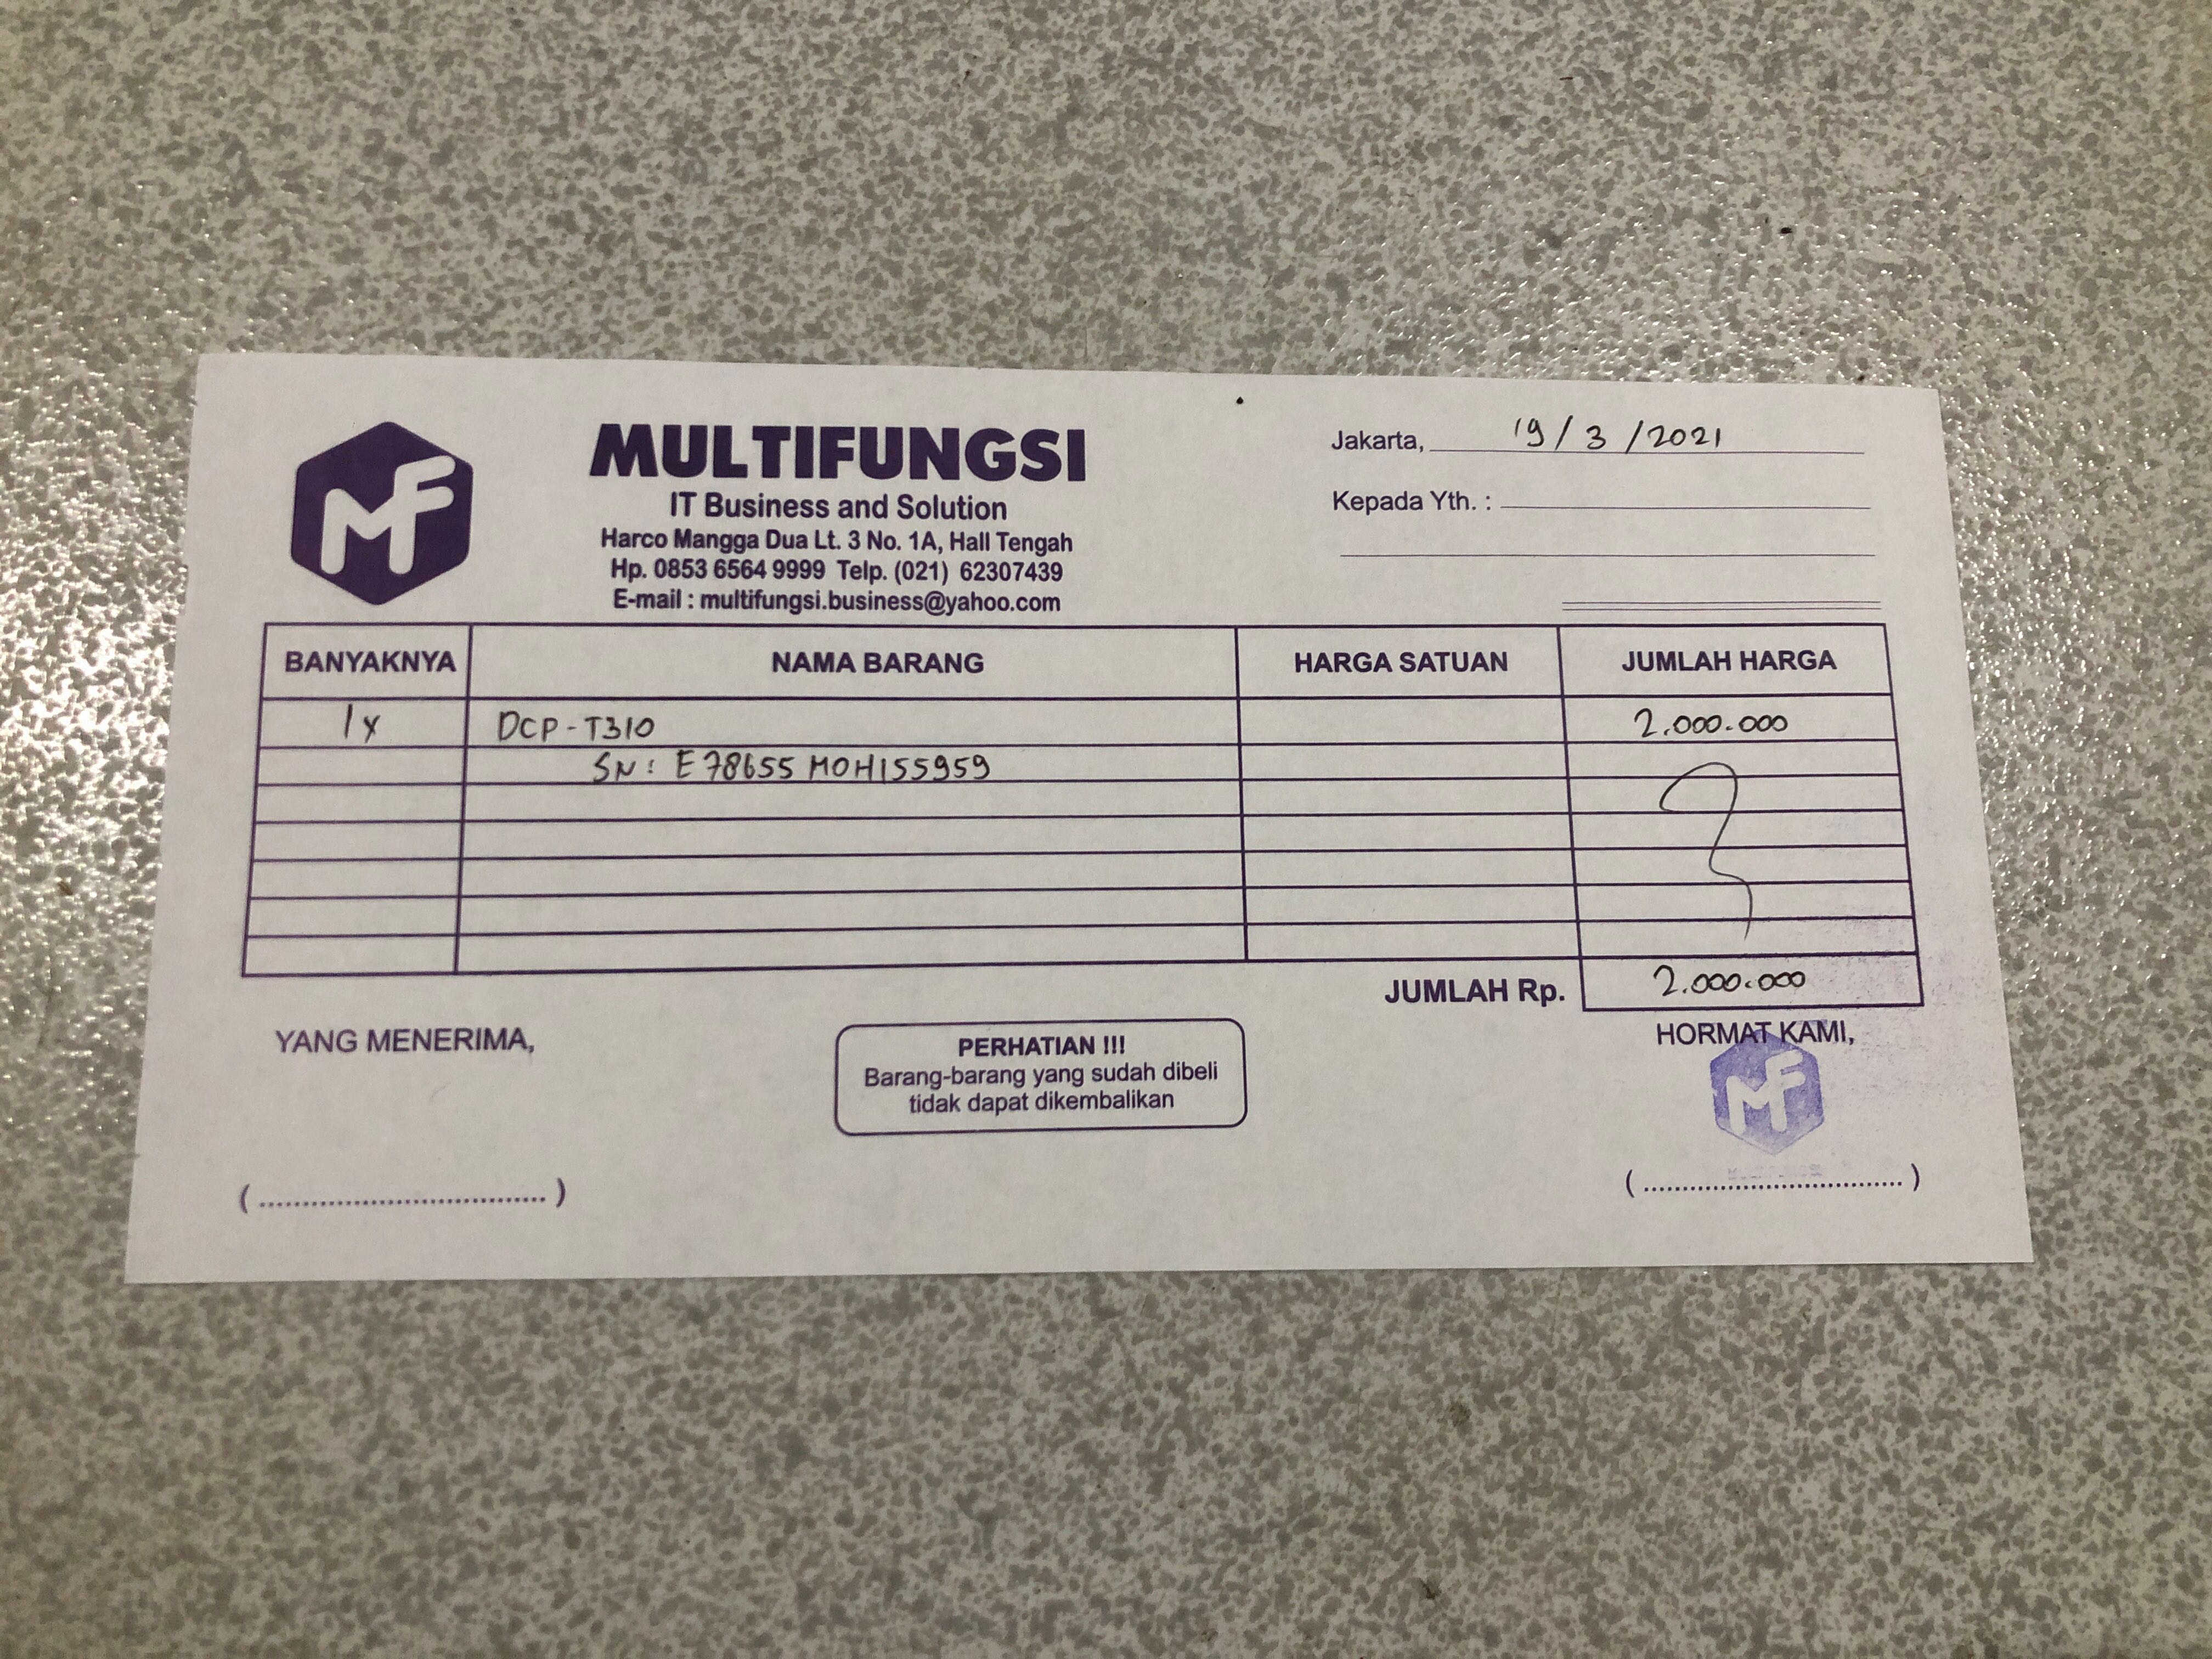 MF
MULTIFUNGSI
IT Business and Solution
Harco Mangga Dua Lt. 3 No. 1A, Hall Tengah
Hp. 0853 6564 9999 Telp. (021) 62307439
E-mail : multifungsi.business@yahoo.com
Jakarta, 19/3/2021
Kepada Yth. :
BANYAKNYA NAMA BARANG HARGA SATUAN JUMLAH HARGA
1x DCP-T310 2.000.000
SN: E78655MOH155959
JUMLAH Rp. 2.000.000
YANG MENERIMA,
PERHATIAN !!!
Barang-barang yang sudah dibeli
tidak dapat dikembalikan
HORMAT KAMI,
MF
(................................)
(................................)